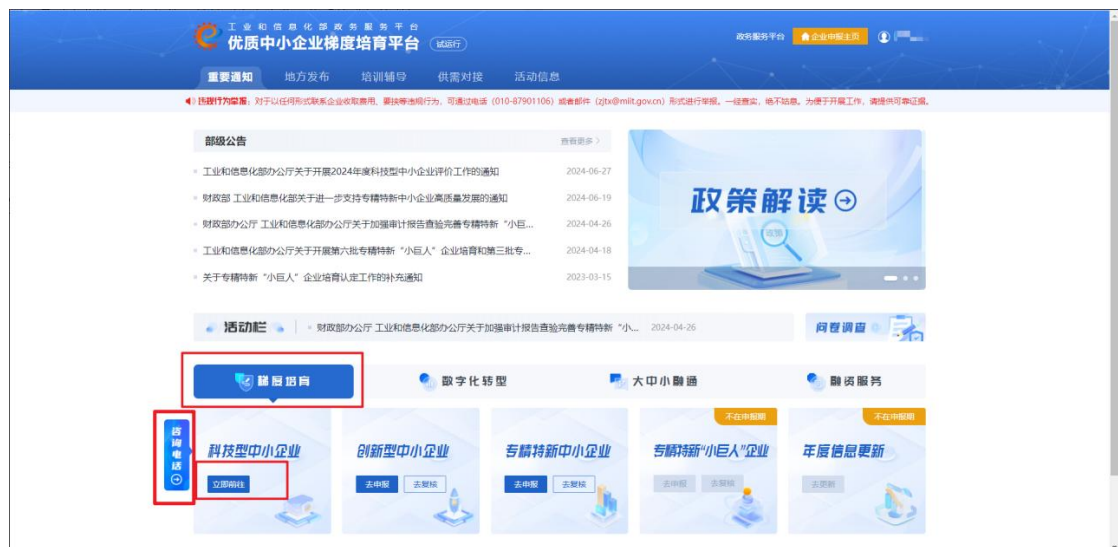 工业和信息化部政务服务平台
优质中小企业梯度培育平台 试运行
政务服务平台 企业申报主页
重要通知 地方发布 培训辅导 供需对接 活动信息
违规行为举报：对于以任何形式联系企业收取费用、要挟等违规行为，可通过电话（010-87901106）或者邮件（zjtx@miit.gov.cn）形式进行举报。一经查实，绝不姑息。为便于开展工作，请提供可靠证据。
部级公告 查看更多 >
工业和信息化部办公厅关于开展2024年度科技型中小企业评价工作的通知 2024-06-27
财政部 工业和信息化部关于进一步支持专精特新中小企业高质量发展的通知 2024-06-19
财政部办公厅 工业和信息化部办公厅关于加强审计报告查验完善专精特新“小巨... 2024-04-26
工业和信息化部办公厅关于开展第六批专精特新“小巨人”企业培育和第三批专... 2024-04-18
关于专精特新“小巨人”企业培育认定工作的补充通知 2023-03-15
政策解读
政策
活动栏 财政部办公厅 工业和信息化部办公厅关于加强审计报告查验完善专精特新“小... 2024-04-26
问卷调查
梯度培育 数字化转型 大中小融通 融资服务
咨询电话
科技型中小企业
立即前往
创新型中小企业
去申报 去复核
专精特新中小企业
去申报 去复核
不在申报期
专精特新“小巨人”企业
去申报 去复核
不在申报期
年度信息更新
去更新